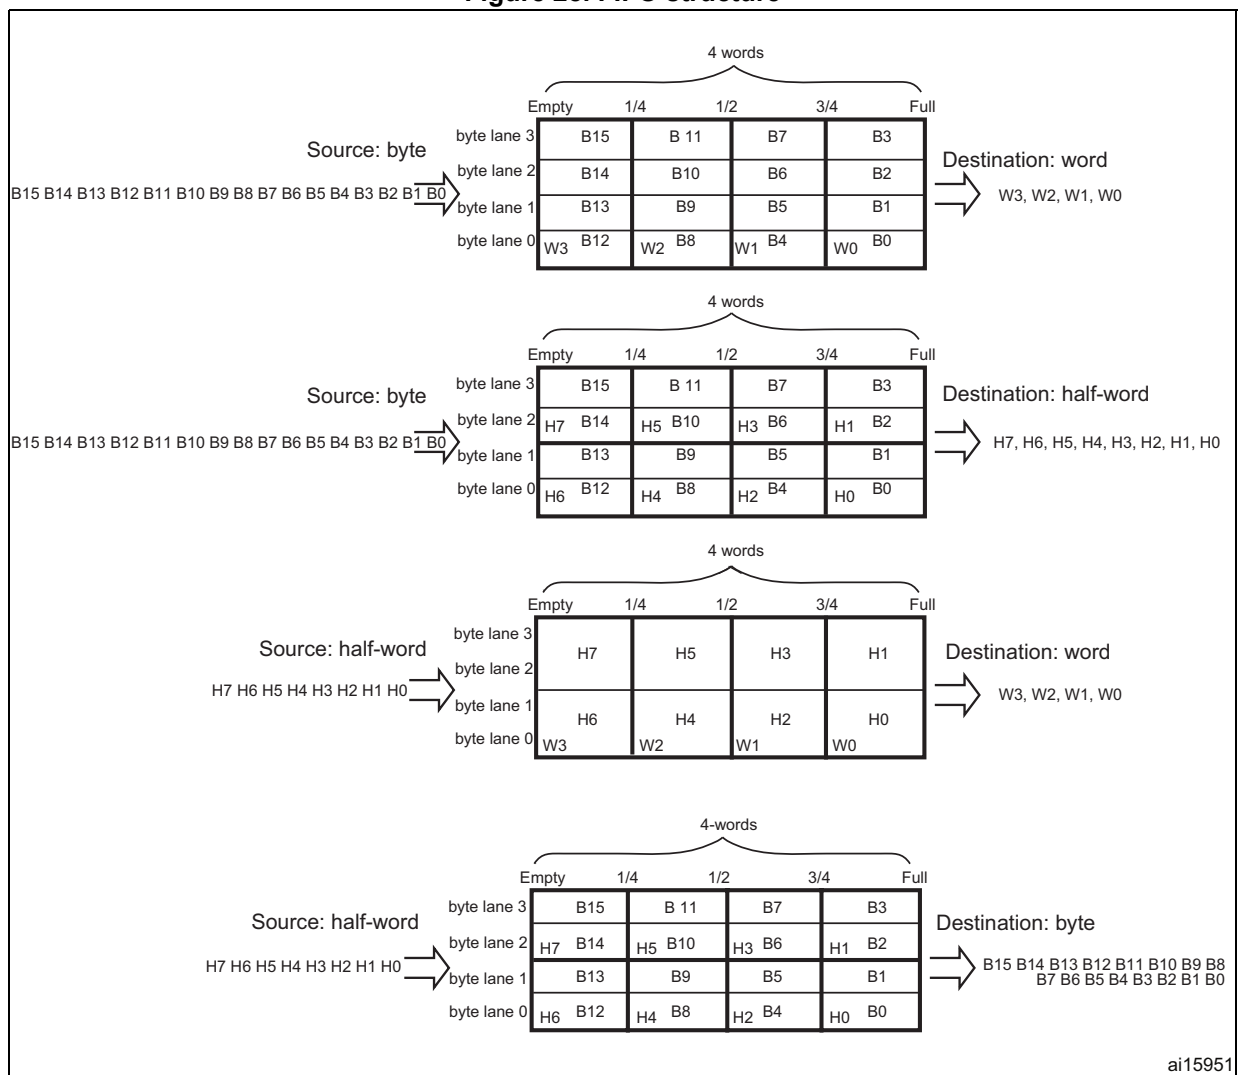 4 words
Empty 1/4 1/2 3/4 Full
Source: byte
B15 B14 B13 B12 B11 B10 B9 B8 B7 B6 B5 B4 B3 B2 B1 B0
byte lane 3 B15 B 11 B7 B3
byte lane 2 B14 B10 B6 B2
byte lane 1 B13 B9 B5 B1
byte lane 0 W3 B12 W2 B8 W1 B4 W0 B0
Destination: word
W3, W2, W1, W0
4 words
Empty 1/4 1/2 3/4 Full
Source: byte
B15 B14 B13 B12 B11 B10 B9 B8 B7 B6 B5 B4 B3 B2 B1 B0
byte lane 3 B15 B 11 B7 B3
byte lane 2 H7 B14 H5 B10 H3 B6 H1 B2
byte lane 1 B13 B9 B5 B1
byte lane 0 H6 B12 H4 B8 H2 B4 H0 B0
Destination: half-word
H7, H6, H5, H4, H3, H2, H1, H0
4 words
Empty 1/4 1/2 3/4 Full
Source: half-word
H7 H6 H5 H4 H3 H2 H1 H0
byte lane 3
H7 H5 H3 H1
byte lane 2
byte lane 1
H6 H4 H2 H0
byte lane 0 W3 W2 W1 W0
Destination: word
W3, W2, W1, W0
4-words
Empty 1/4 1/2 3/4 Full
Source: half-word
H7 H6 H5 H4 H3 H2 H1 H0
byte lane 3 B15 B 11 B7 B3
byte lane 2 H7 B14 H5 B10 H3 B6 H1 B2
byte lane 1 B13 B9 B5 B1
byte lane 0 H6 B12 H4 B8 H2 B4 H0 B0
Destination: byte
B15 B14 B13 B12 B11 B10 B9 B8
B7 B6 B5 B4 B3 B2 B1 B0
ai15951